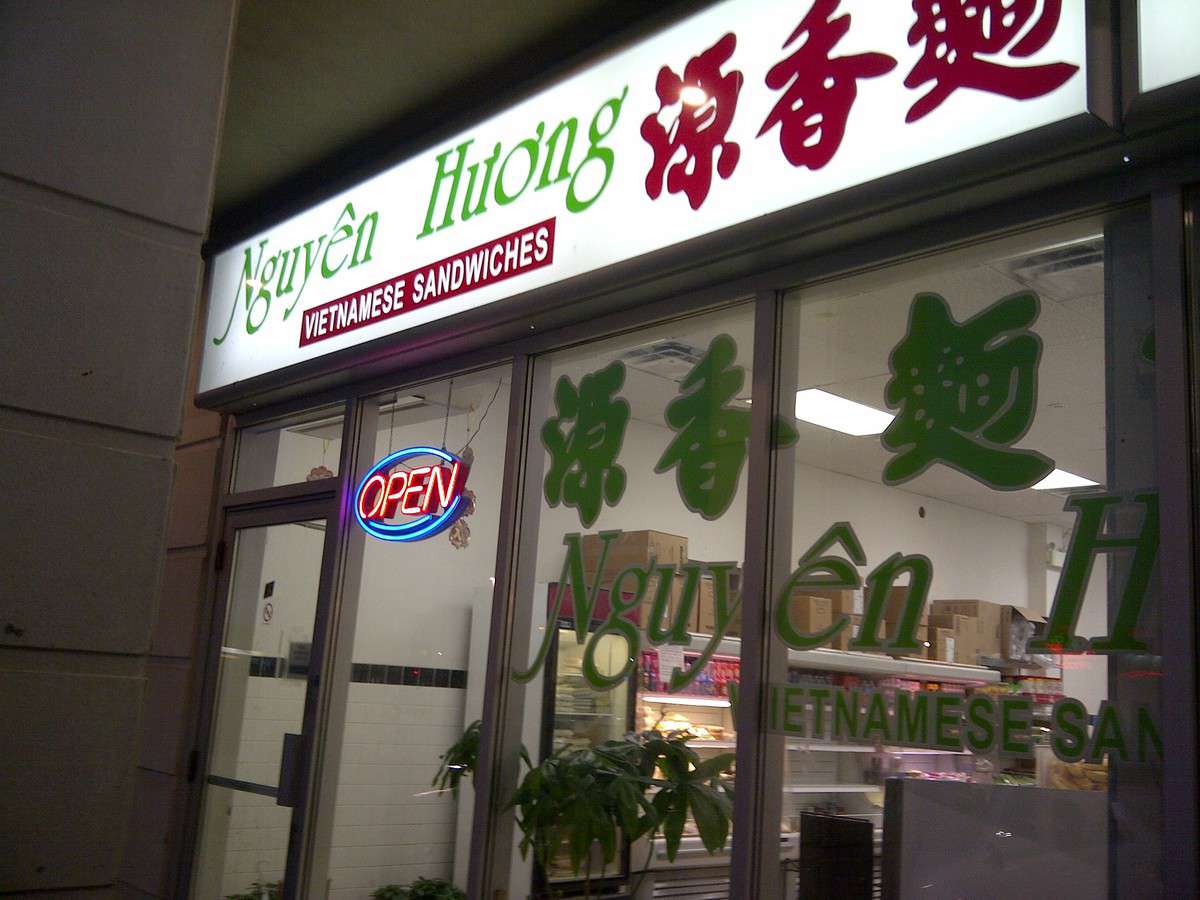 Nguyên Hương 源香麵
VIETNAMESE SANDWICHES
OPEN
源香麵
Nguyên H
VIETNAMESE SAN